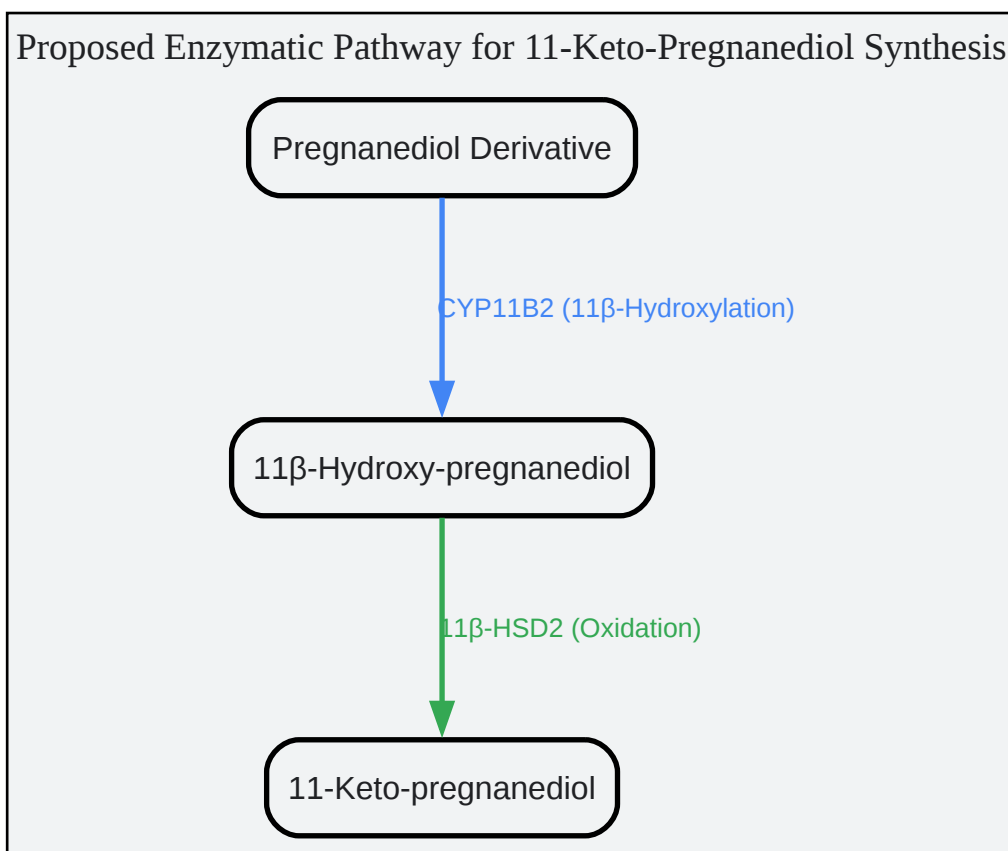 Proposed Enzymatic Pathway for 11-Keto-Pregnanediol Synthesis
Pregnanediol Derivative
CYP11B2 (11β-Hydroxylation)
11β-Hydroxy-pregnanediol
11β-HSD2 (Oxidation)
11-Keto-pregnanediol